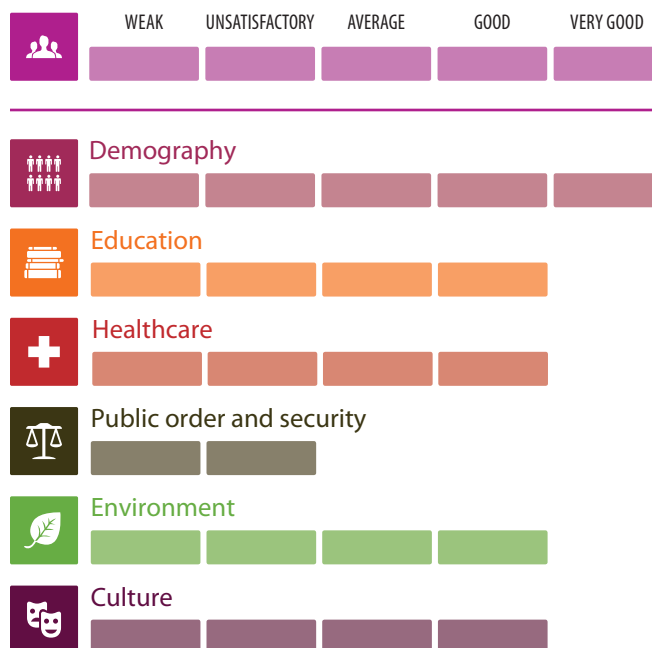 WEAK UNSATISFACTORY AVERAGE GOOD VERY GOOD
Demography
Education
Healthcare
Public order and security
Environment
Culture